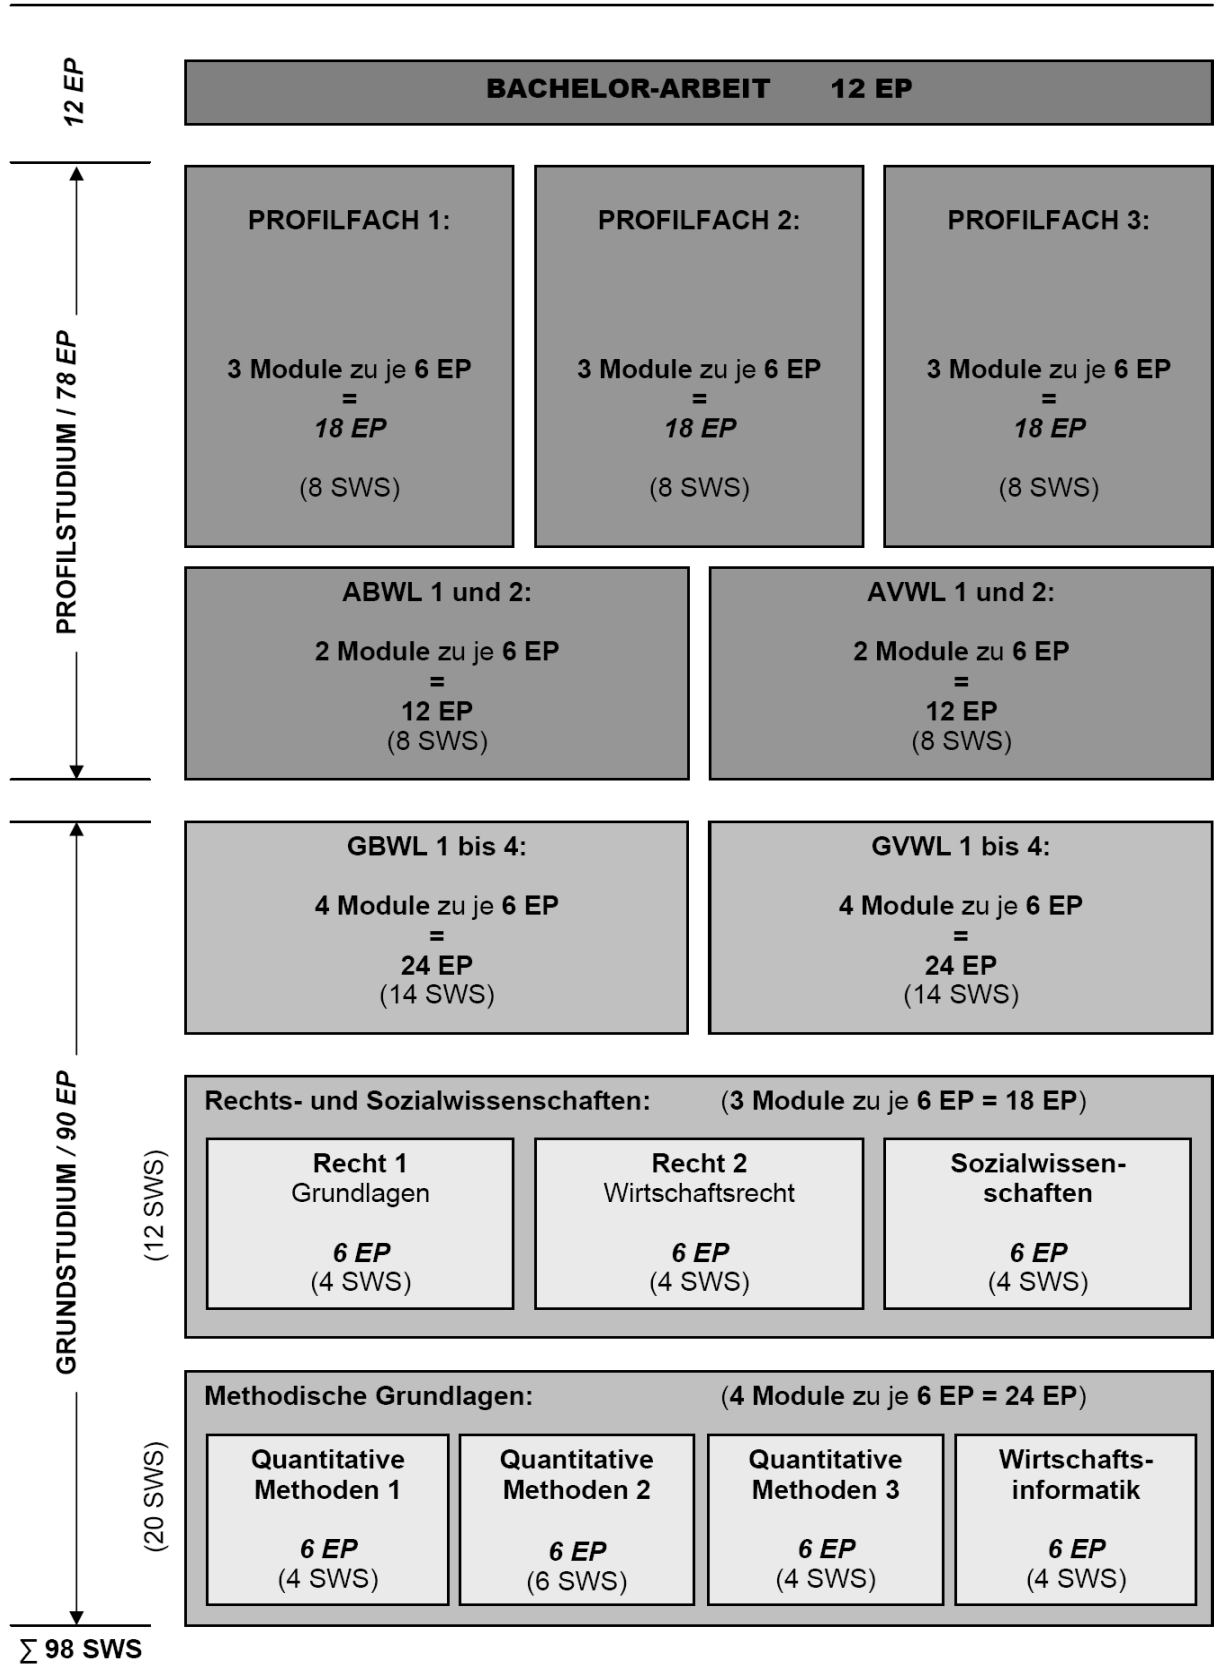 12 EP
BACHELOR-ARBEIT 12 EP
PROFILSTUDIUM / 78 EP
PROFILFACH 1:
3 Module zu je 6 EP
=
18 EP
(8 SWS)
PROFILFACH 2:
3 Module zu je 6 EP
=
18 EP
(8 SWS)
PROFILFACH 3:
3 Module zu je 6 EP
=
18 EP
(8 SWS)
ABWL 1 und 2:
2 Module zu je 6 EP
=
12 EP
(8 SWS)
AVWL 1 und 2:
2 Module zu 6 EP
=
12 EP
(8 SWS)
GRUNDSTUDIUM / 90 EP
GBWL 1 bis 4:
4 Module zu je 6 EP
=
24 EP
(14 SWS)
GVWL 1 bis 4:
4 Module zu je 6 EP
=
24 EP
(14 SWS)
(12 SWS)
Rechts- und Sozialwissenschaften: (3 Module zu je 6 EP = 18 EP)
Recht 1
Grundlagen
6 EP
(4 SWS)
Recht 2
Wirtschaftsrecht
6 EP
(4 SWS)
Sozialwissen-
schaften
6 EP
(4 SWS)
(20 SWS)
Methodische Grundlagen: (4 Module zu je 6 EP = 24 EP)
Quantitative
Methoden 1
6 EP
(4 SWS)
Quantitative
Methoden 2
6 EP
(6 SWS)
Quantitative
Methoden 3
6 EP
(4 SWS)
Wirtschafts-
informatik
6 EP
(4 SWS)
∑ 98 SWS